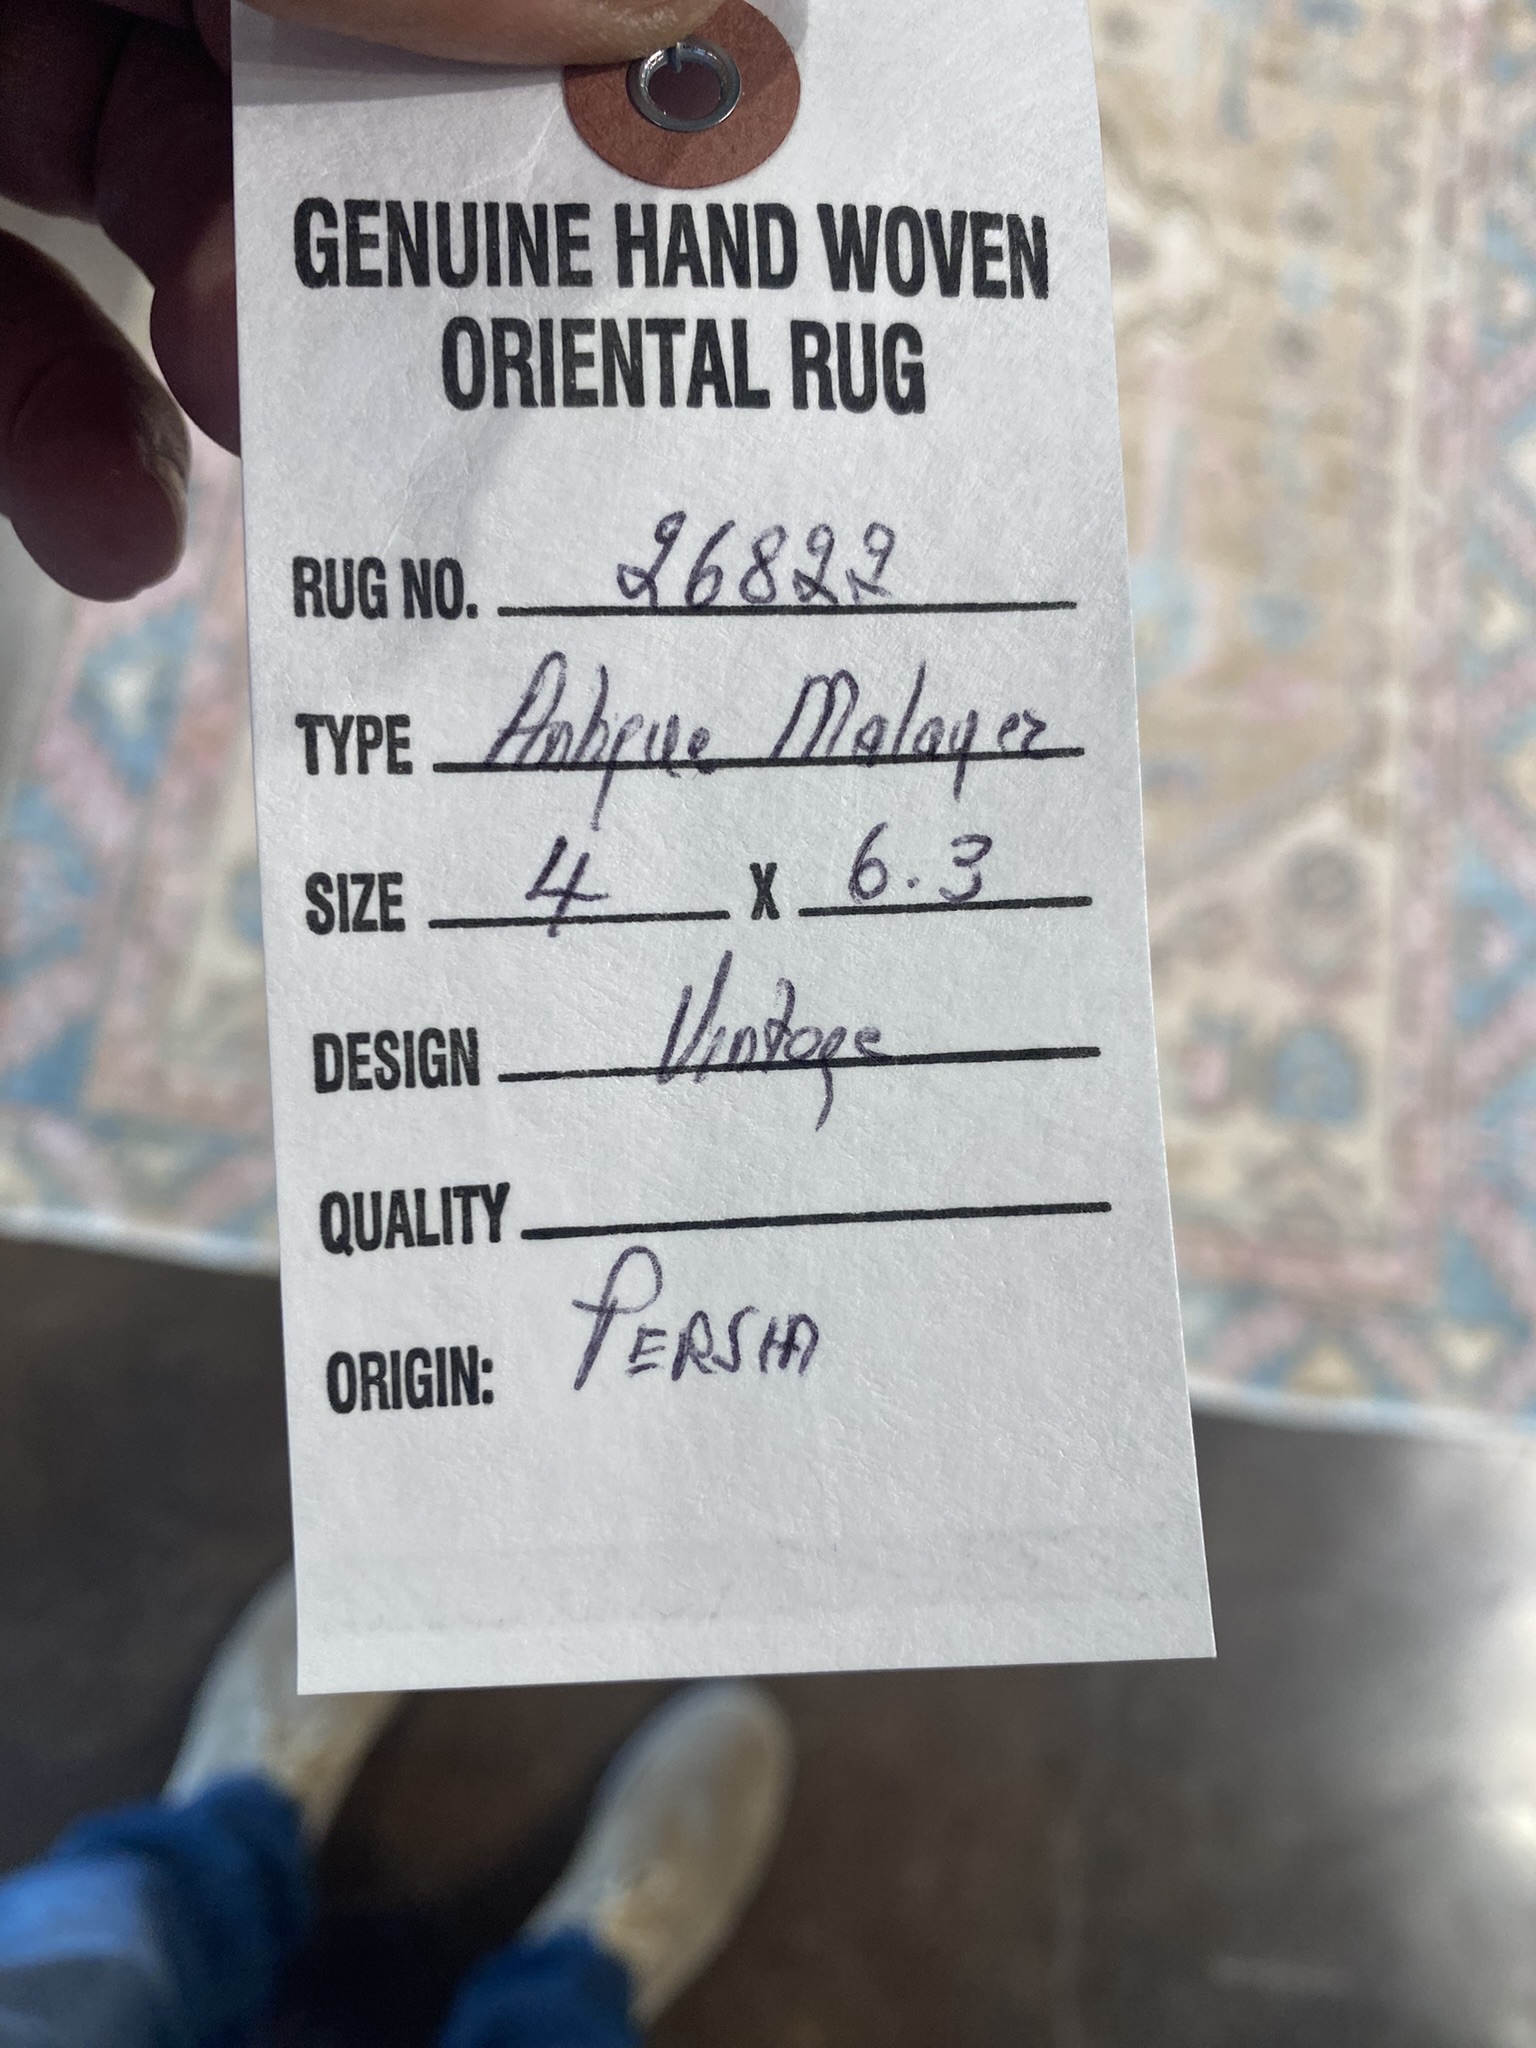 GENUINE HAND WOVEN
ORIENTAL RUG
RUG NO. 26822
TYPE Antique Malayer
SIZE 4 X 6.3
DESIGN Vintage
QUALITY
ORIGIN: PERSIA